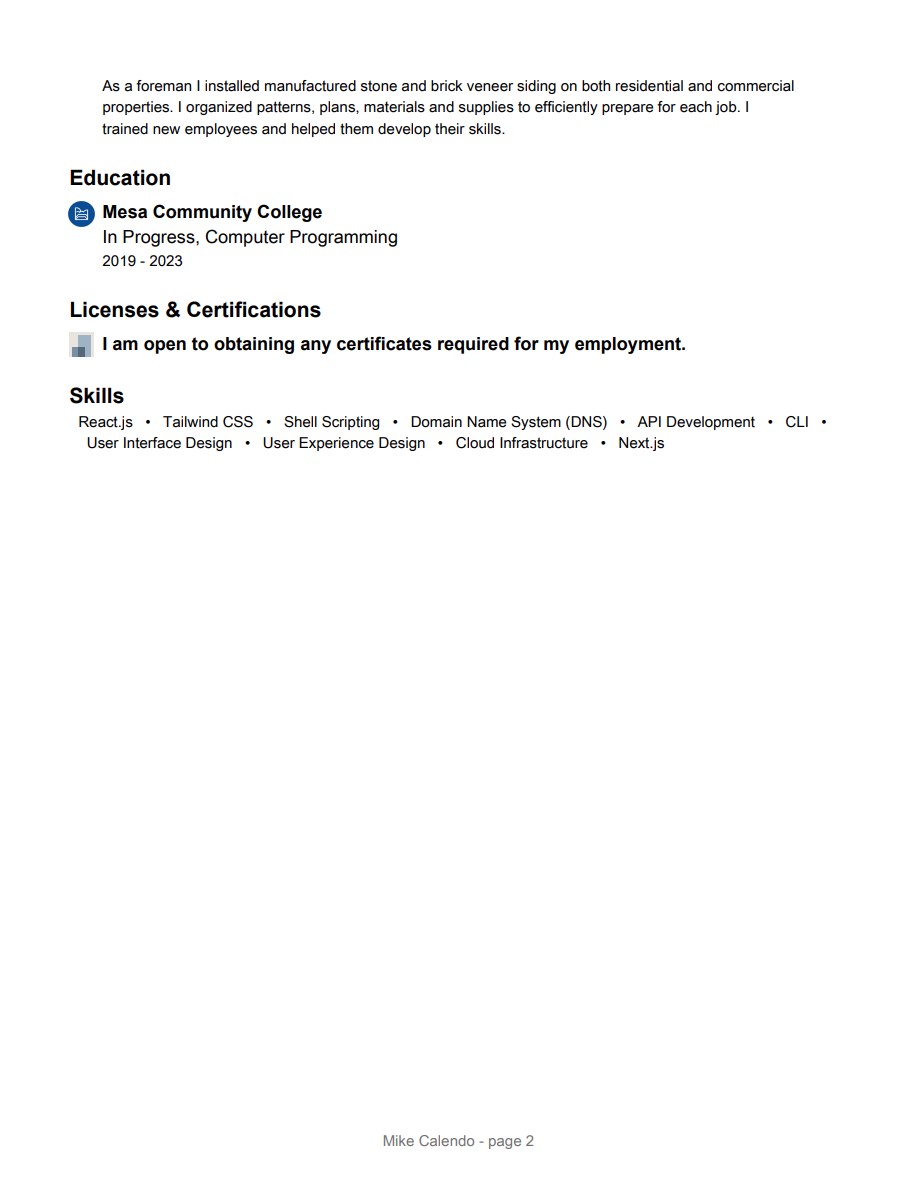 As a foreman I installed manufactured stone and brick veneer siding on both residential and commercial
properties. I organized patterns, plans, materials and supplies to efficiently prepare for each job. I
trained new employees and helped them develop their skills.
Education
Mesa Community College
In Progress, Computer Programming
2019 - 2023
Licenses & Certifications
I am open to obtaining any certificates required for my employment.
Skills
React.js • Tailwind CSS • Shell Scripting • Domain Name System (DNS) • API Development • CLI •
User Interface Design • User Experience Design • Cloud Infrastructure • Next.js
Mike Calendo - page 2